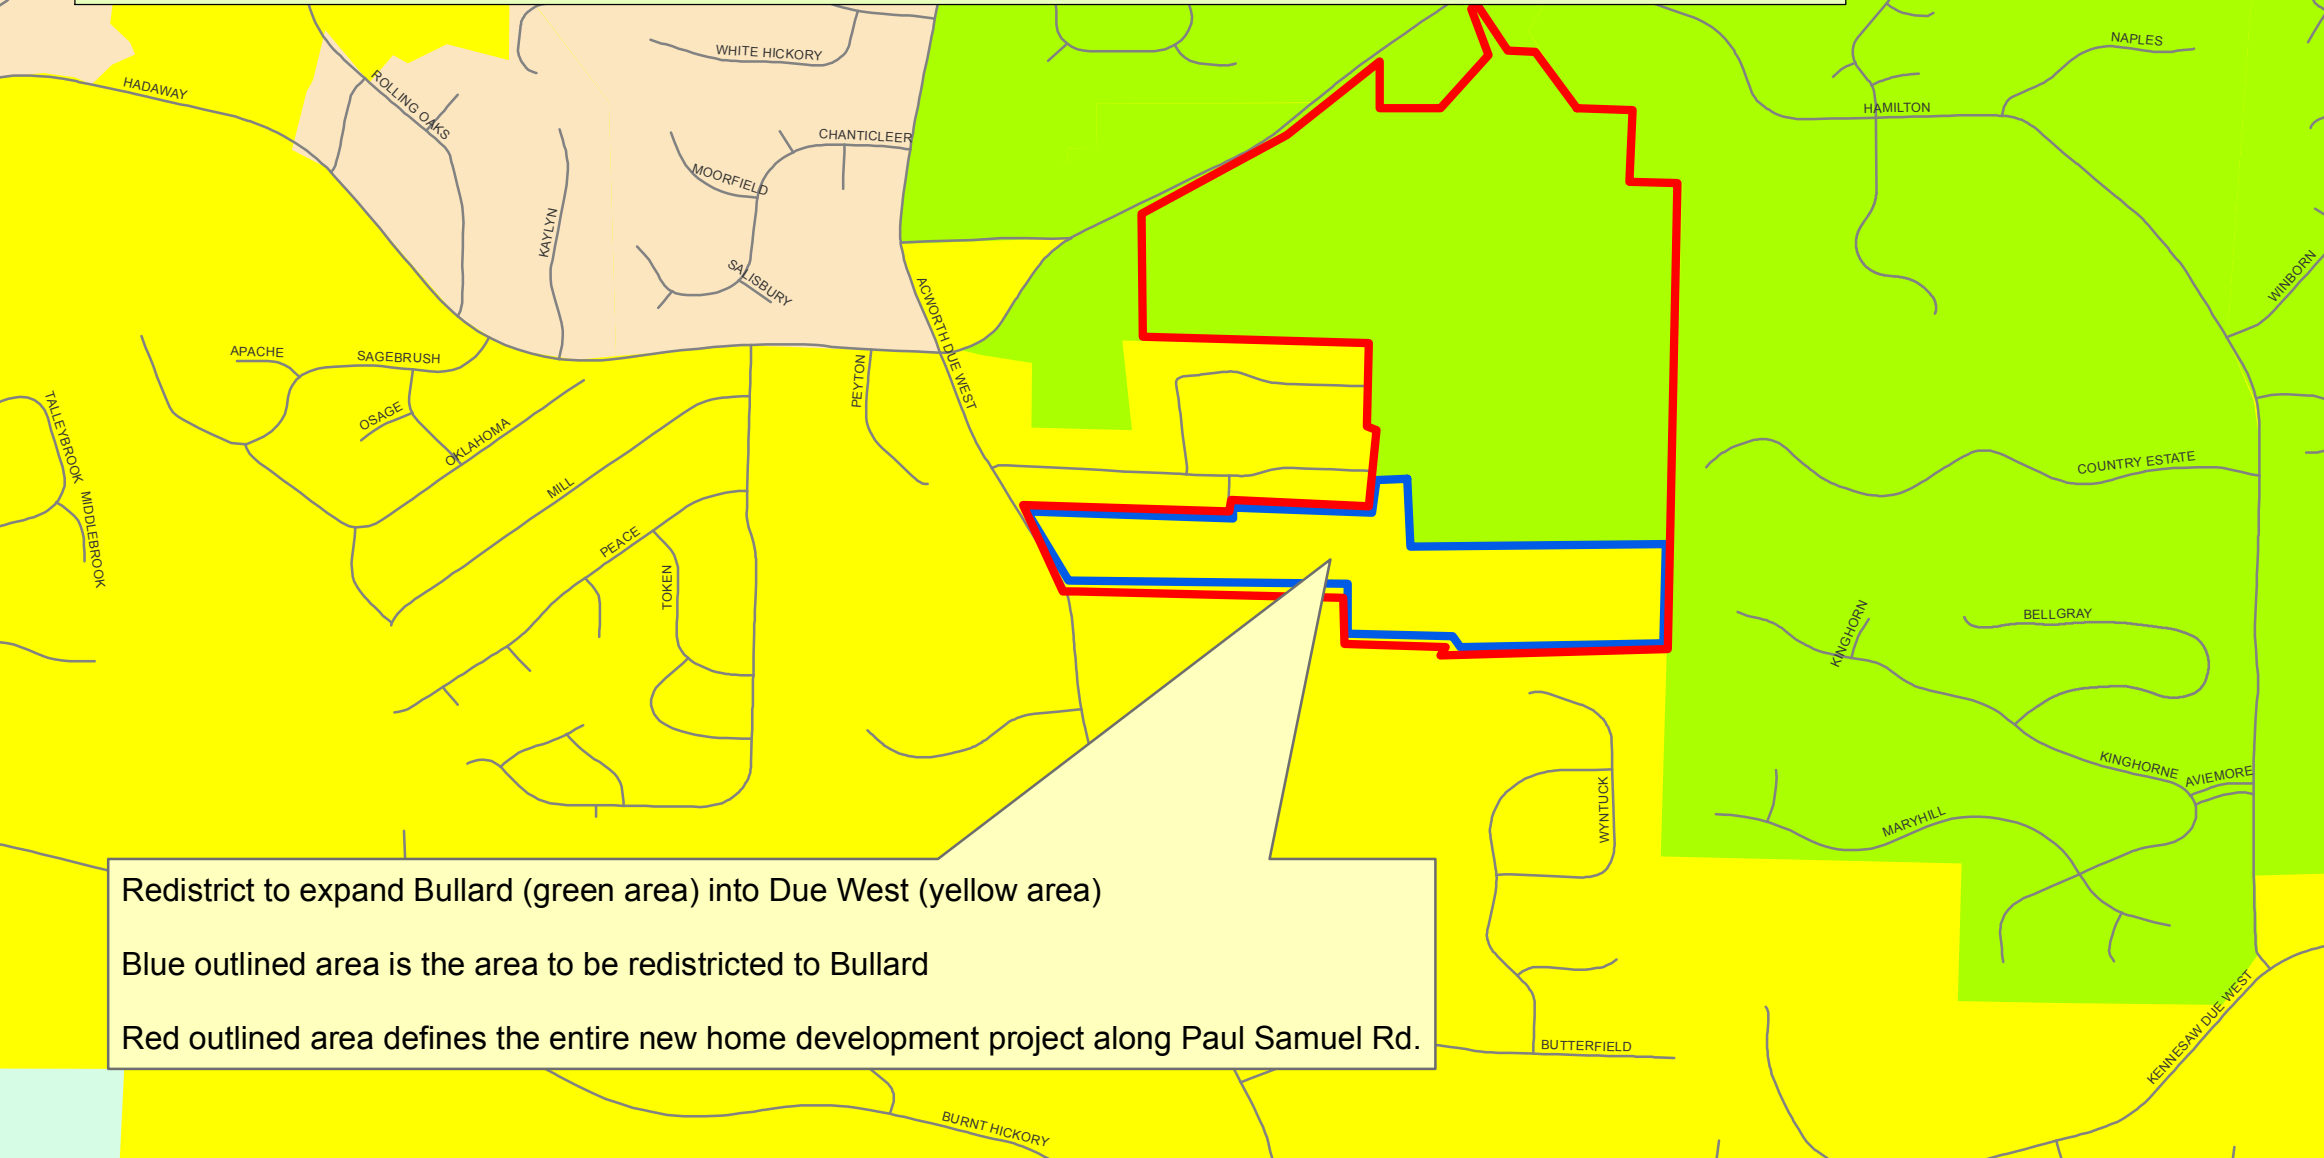 WHITE HICKORY
NAPLES
HADAWAY
ROLLING OAKS
HAMILTON
CHANTICLEER
MOORFIELD
KAYLYN
SALISBURY
WINBORN
ACWORTH DUE WEST
APACHE
SAGEBRUSH
PEYTON
TALLEYBROOK
OSAGE
OKLAHOMA
COUNTRY ESTATE
MILL
MIDDLEBROOK
PEACE
TOKEN
KINGHORN
BELLGRAY
KINGHORNE
AVIEMORE
WYNTUCK
MARYHILL
Redistrict to expand Bullard (green area) into Due West (yellow area)
Blue outlined area is the area to be redistricted to Bullard
Red outlined area defines the entire new home development project along Paul Samuel Rd.
BUTTERFIELD
KENNESAW DUE WEST
BURNT HICKORY